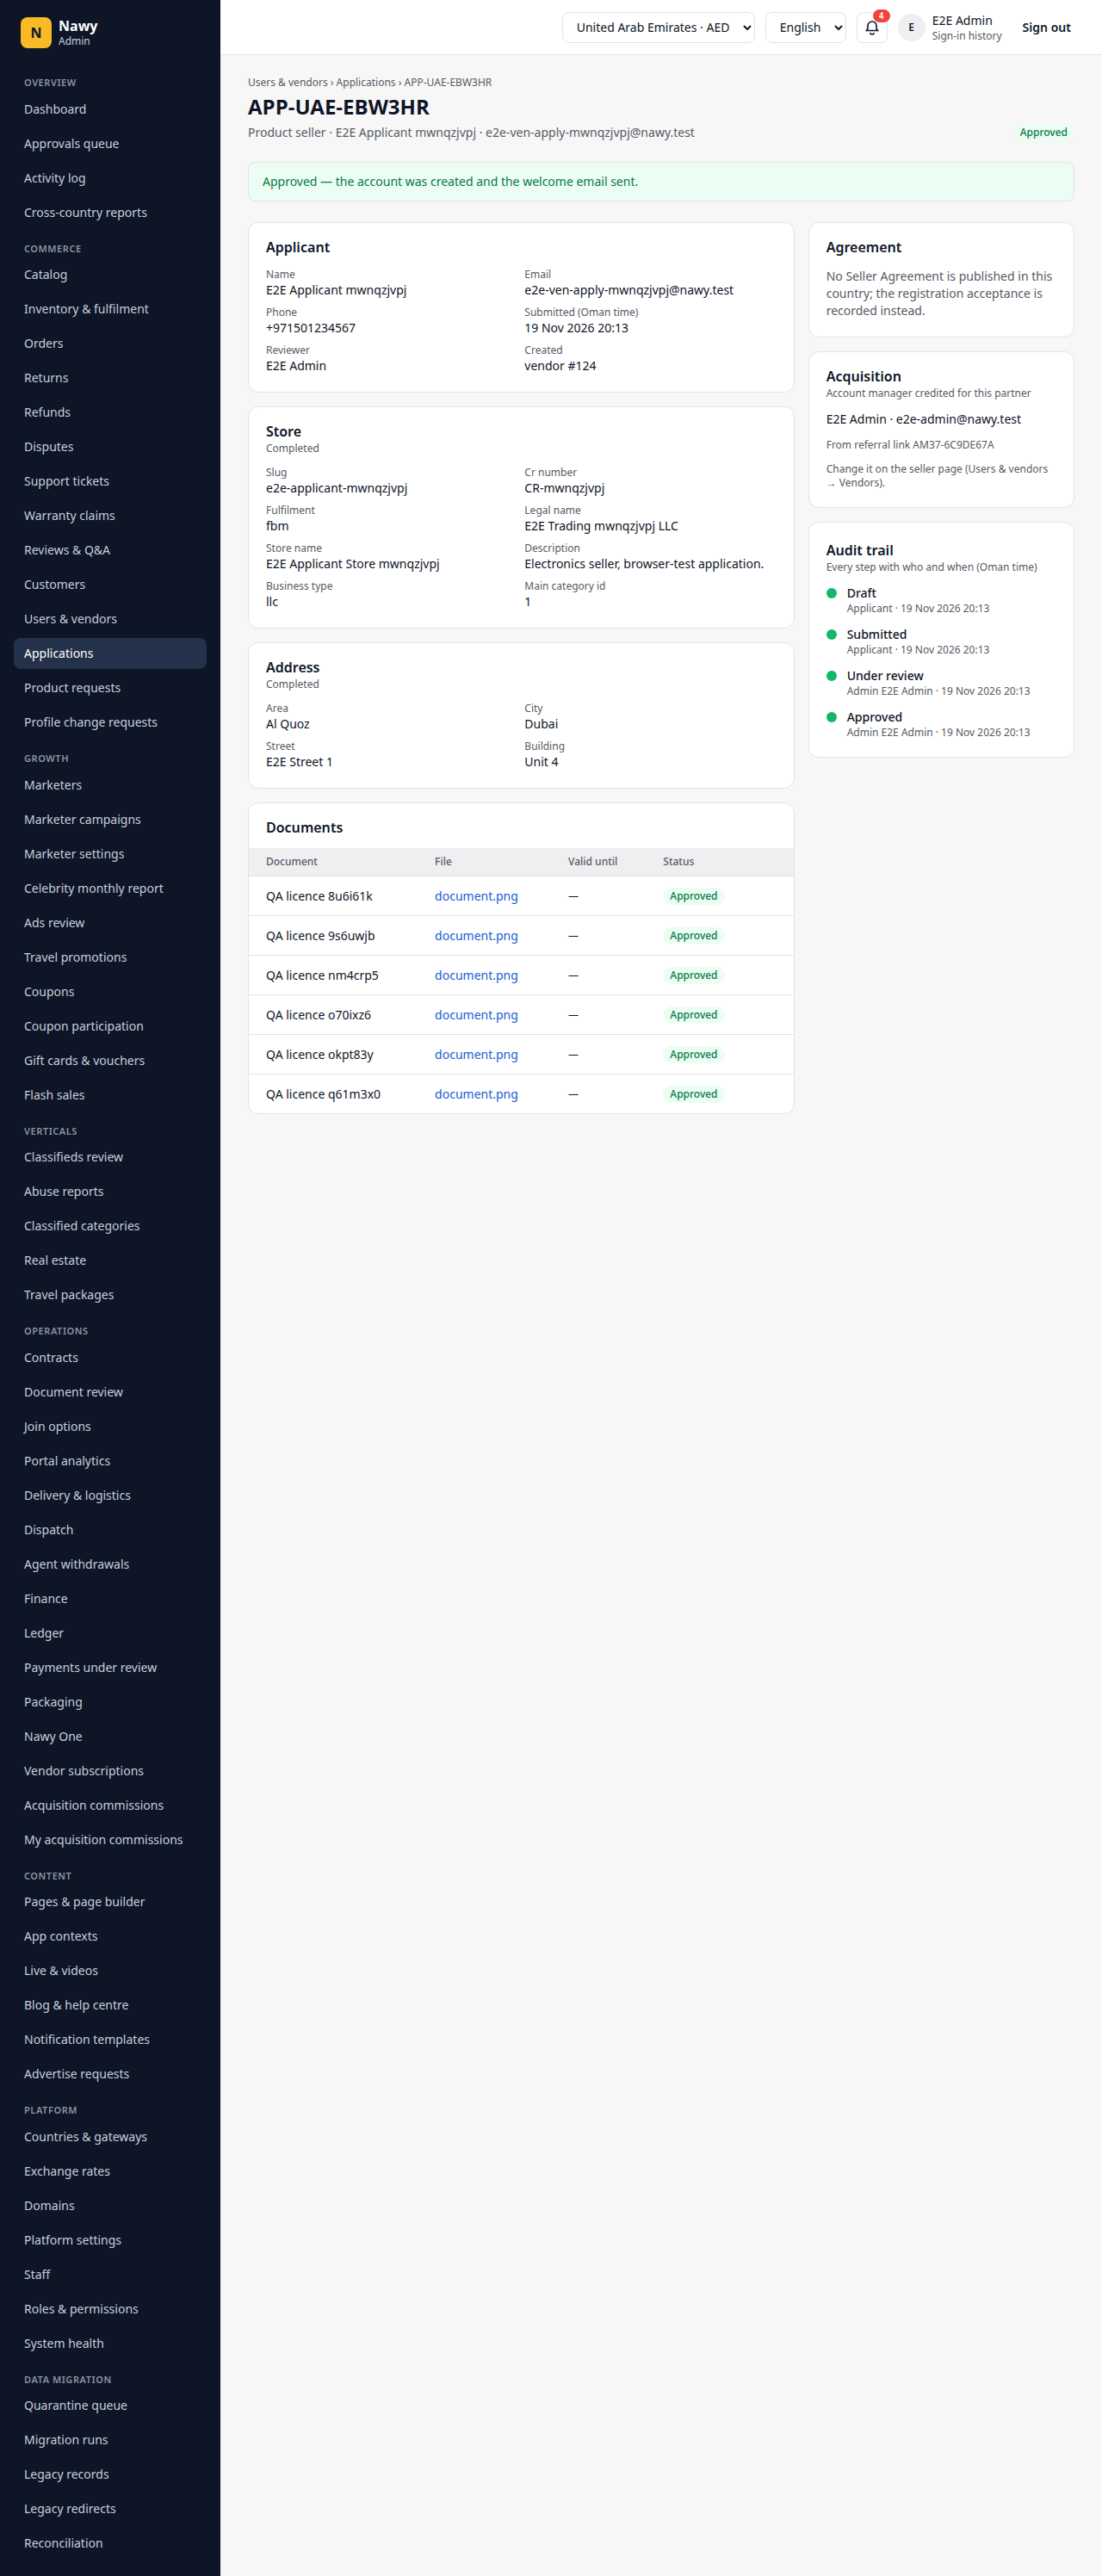 N
Nawy
Admin
OVERVIEW
Dashboard
Approvals queue
Activity log
Cross-country reports
COMMERCE
Catalog
Inventory & fulfilment
Orders
Returns
Refunds
Disputes
Support tickets
Warranty claims
Reviews & Q&A
Customers
Users & vendors
Applications
Product requests
Profile change requests
GROWTH
Marketers
Marketer campaigns
Marketer settings
Celebrity monthly report
Ads review
Travel promotions
Coupons
Coupon participation
Gift cards & vouchers
Flash sales
VERTICALS
Classifieds review
Abuse reports
Classified categories
Real estate
Travel packages
OPERATIONS
Contracts
Document review
Join options
Portal analytics
Delivery & logistics
Dispatch
Agent withdrawals
Finance
Ledger
Payments under review
Packaging
Nawy One
Vendor subscriptions
Acquisition commissions
My acquisition commissions
CONTENT
Pages & page builder
App contexts
Live & videos
Blog & help centre
Notification templates
Advertise requests
PLATFORM
Countries & gateways
Exchange rates
Domains
Platform settings
Staff
Roles & permissions
System health
DATA MIGRATION
Quarantine queue
Migration runs
Legacy records
Legacy redirects
Reconciliation
United Arab Emirates · AED
English
4
E
E2E Admin
Sign-in history
Sign out
Users & vendors › Applications › APP-UAE-EBW3HR
APP-UAE-EBW3HR
Product seller · E2E Applicant mwnqzjvpj · e2e-ven-apply-mwnqzjvpj@nawy.test
Approved
Approved — the account was created and the welcome email sent.
Applicant
Name
E2E Applicant mwnqzjvpj
Email
e2e-ven-apply-mwnqzjvpj@nawy.test
Phone
+971501234567
Submitted (Oman time)
19 Nov 2026 20:13
Reviewer
E2E Admin
Created
vendor #124
Store
Completed
Slug
e2e-applicant-mwnqzjvpj
Cr number
CR-mwnqzjvpj
Fulfilment
fbm
Legal name
E2E Trading mwnqzjvpj LLC
Store name
E2E Applicant Store mwnqzjvpj
Description
Electronics seller, browser-test application.
Business type
llc
Main category id
1
Address
Completed
Area
Al Quoz
City
Dubai
Street
E2E Street 1
Building
Unit 4
Documents
Document File Valid until Status
QA licence 8u6i61k document.png — Approved
QA licence 9s6uwjb document.png — Approved
QA licence nm4crp5 document.png — Approved
QA licence o70ixz6 document.png — Approved
QA licence okpt83y document.png — Approved
QA licence q61m3x0 document.png — Approved
Agreement
No Seller Agreement is published in this
country; the registration acceptance is
recorded instead.
Acquisition
Account manager credited for this partner
E2E Admin · e2e-admin@nawy.test
From referral link AM37-6C9DE67A
Change it on the seller page (Users & vendors
→ Vendors).
Audit trail
Every step with who and when (Oman time)
Draft
Applicant · 19 Nov 2026 20:13
Submitted
Applicant · 19 Nov 2026 20:13
Under review
Admin E2E Admin · 19 Nov 2026 20:13
Approved
Admin E2E Admin · 19 Nov 2026 20:13